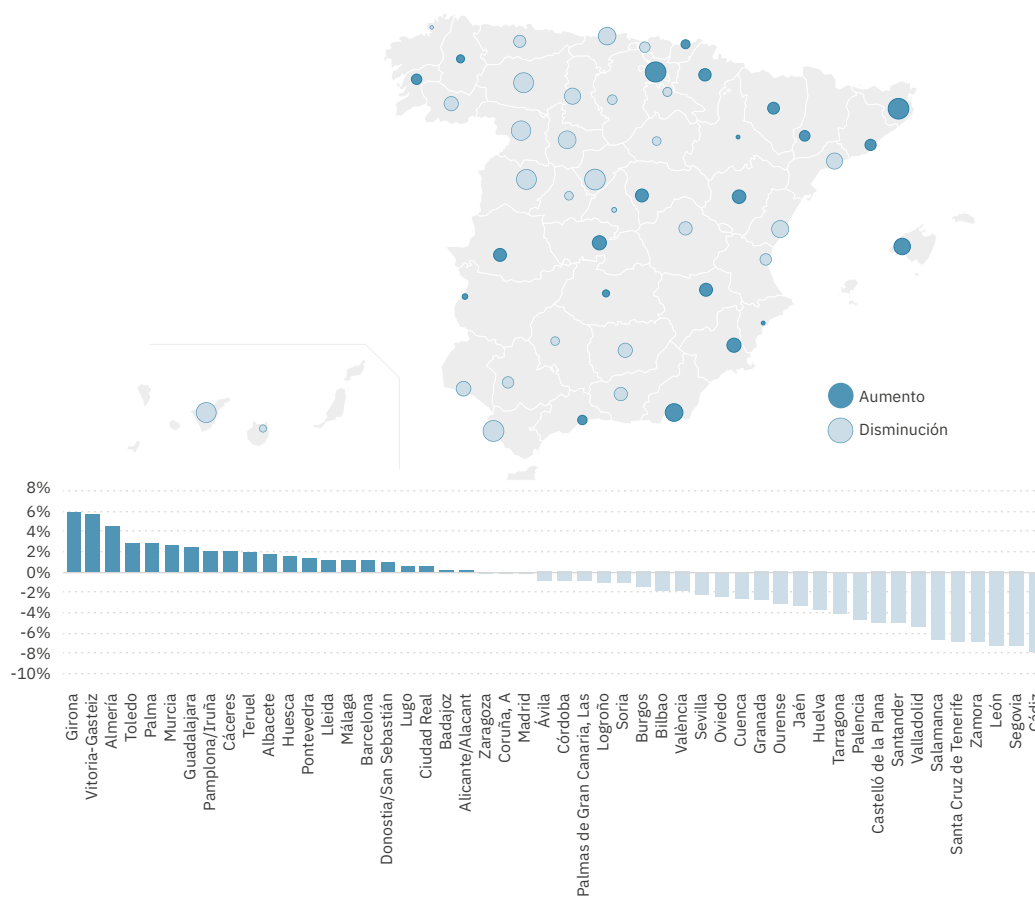 Aumento
Disminución
8%
6%
4%
2%
0%
-2%
-4%
-6%
-8%
-10%
Girona
Vitoria-Gasteiz
Almería
Toledo
Palma
Murcia
Guadalajara
Pamplona/Iruña
Cáceres
Teruel
Albacete
Huesca
Pontevedra
Lleida
Málaga
Barcelona
Donostia/San Sebastián
Lugo
Ciudad Real
Badajoz
Alicante/Alacant
Zaragoza
Coruña, A
Madrid
Ávila
Córdoba
Palmas de Gran Canaria, Las
Logroño
Soria
Burgos
Bilbao
València
Sevilla
Oviedo
Cuenca
Granada
Ourense
Jaén
Huelva
Tarragona
Palencia
Castelló de la Plana
Santander
Valladolid
Salamanca
Santa Cruz de Tenerife
Zamora
León
Segovia